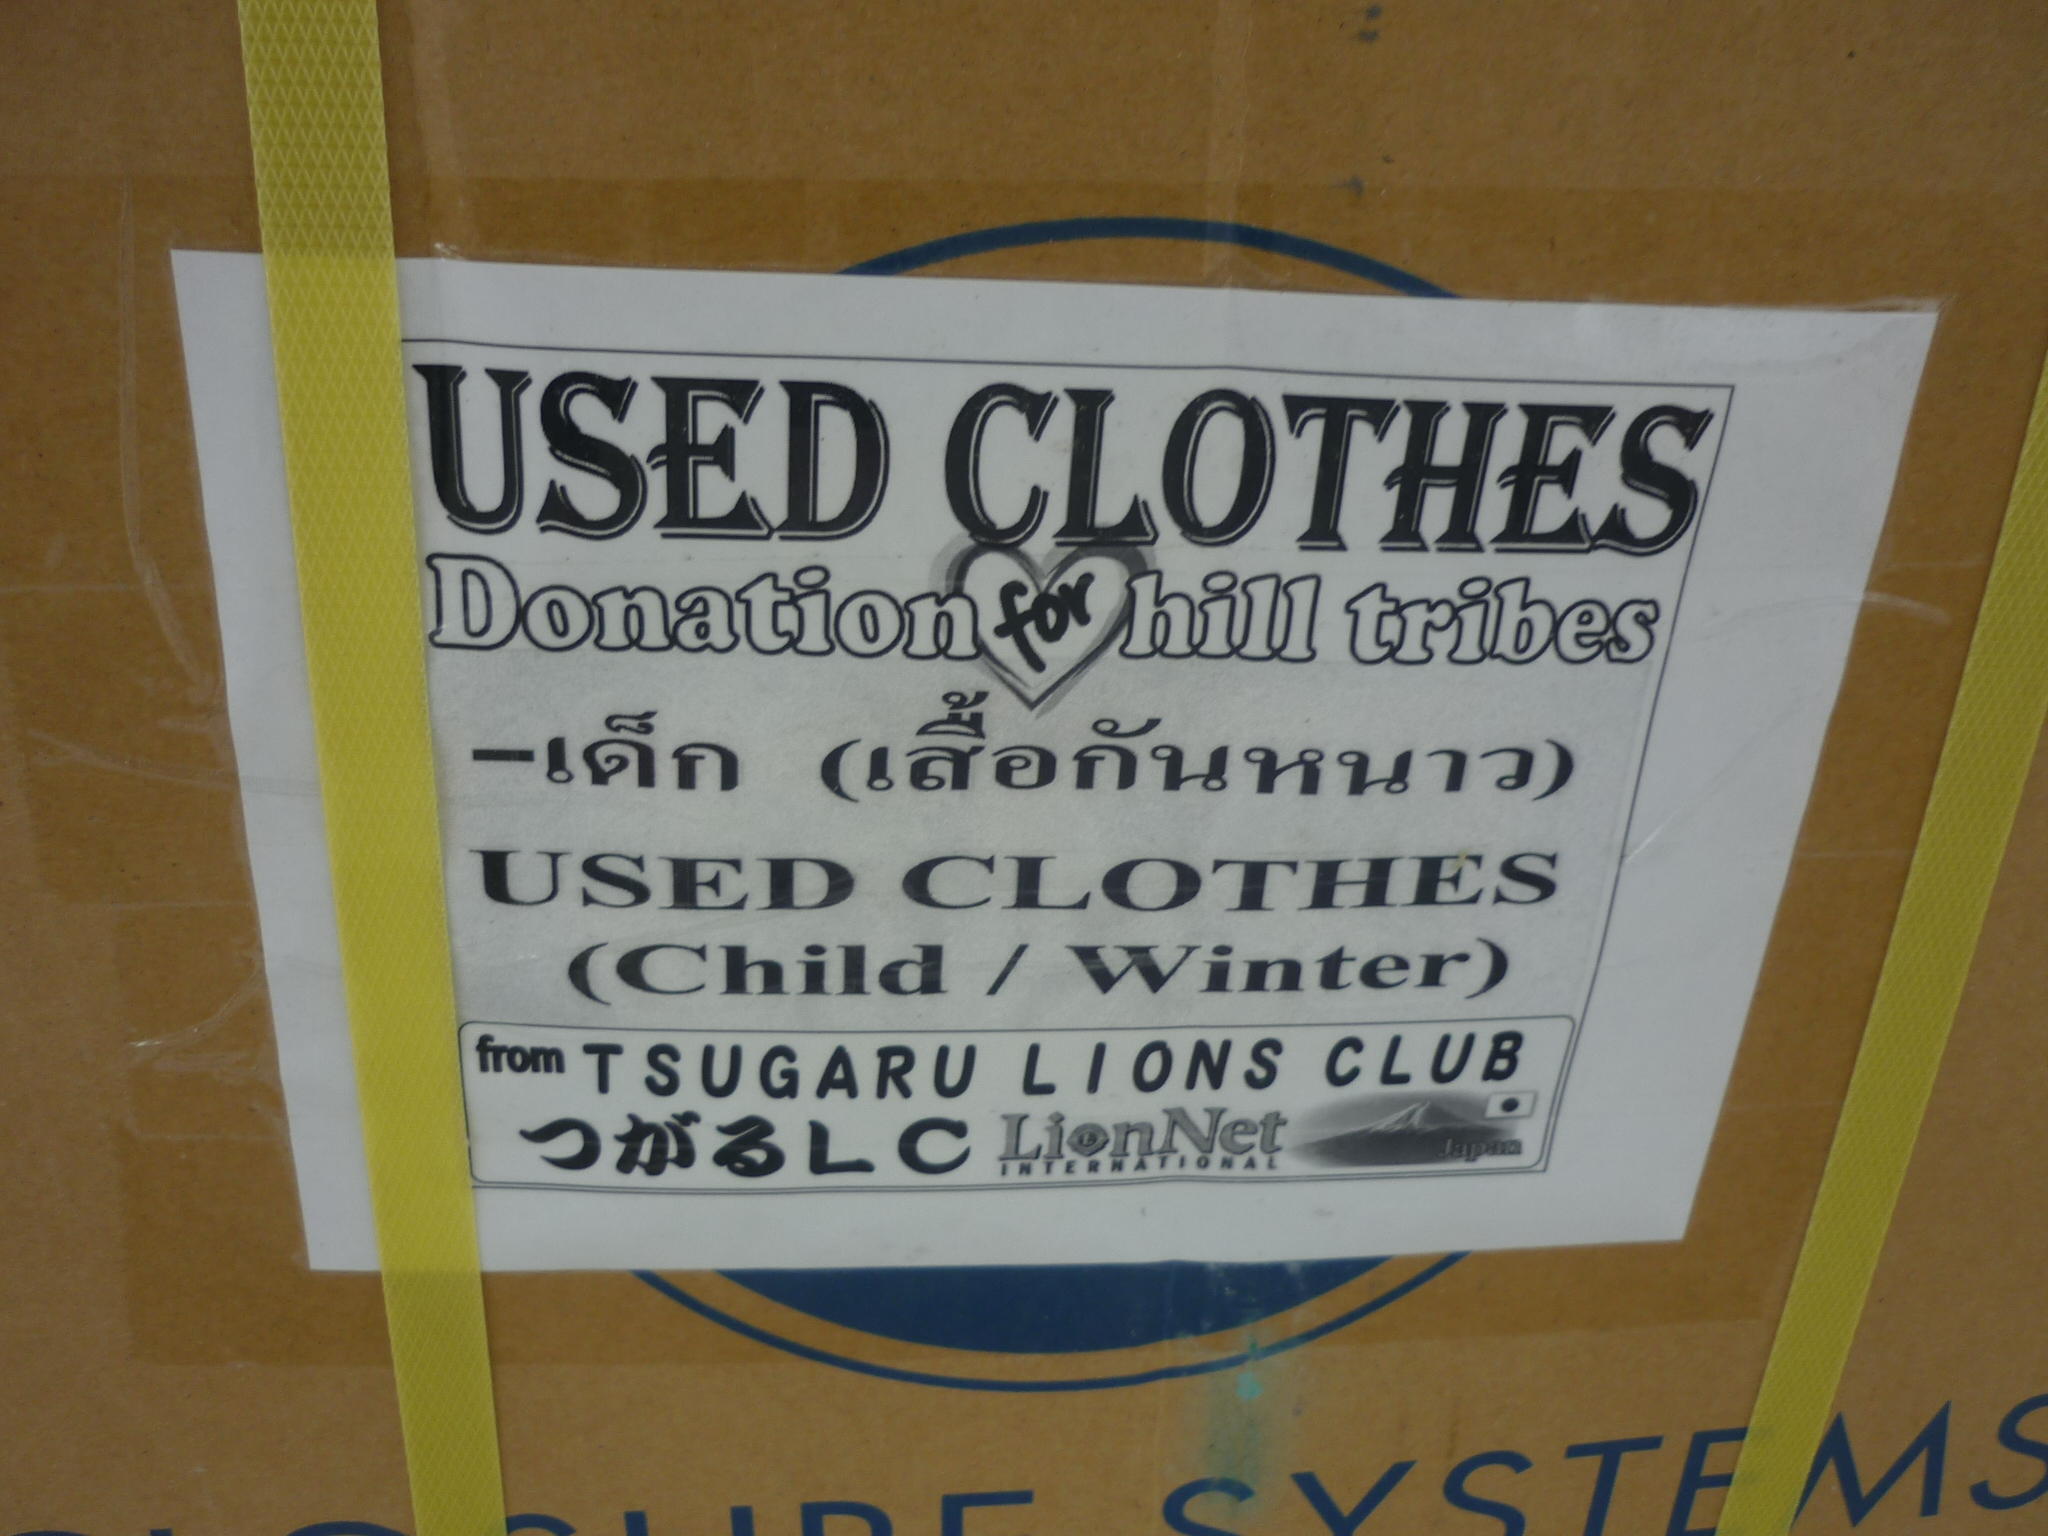 USED CLOTHES
Donation for hill tribes
-เด็ก (เสื้อกันหนาว)
USED CLOTHES
(Child / Winter)
from TSUGARU LIONS CLUB
つがるLC LionNet Japan
INTERNATIONAL
SYSTEMS